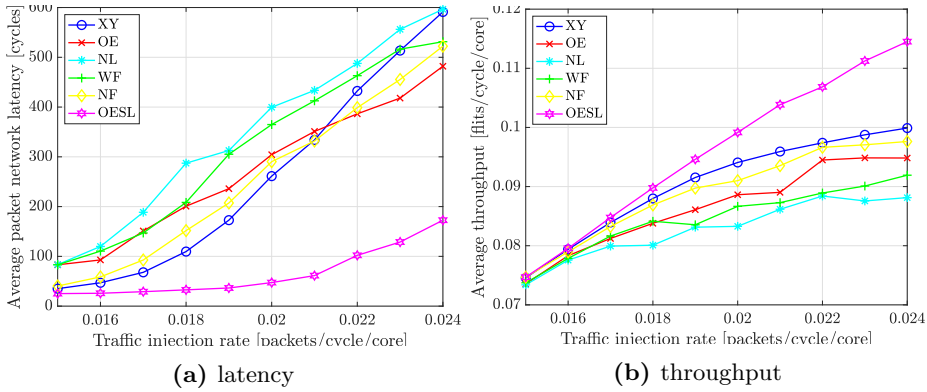 600
500
400
300
200
100
0
0.016
0.018
0.02
0.022
0.024
Average packet network latency [cycles]
Traffic injection rate [packets/cycle/core]
XY
OE
NL
WF
NF
OESL
(a) latency
0.12
0.11
0.1
0.09
0.08
0.07
0.016
0.018
0.02
0.022
0.024
Average throughput [flits/cycle/core]
Traffic injection rate [packets/cycle/core]
XY
OE
NL
WF
NF
OESL
(b) throughput